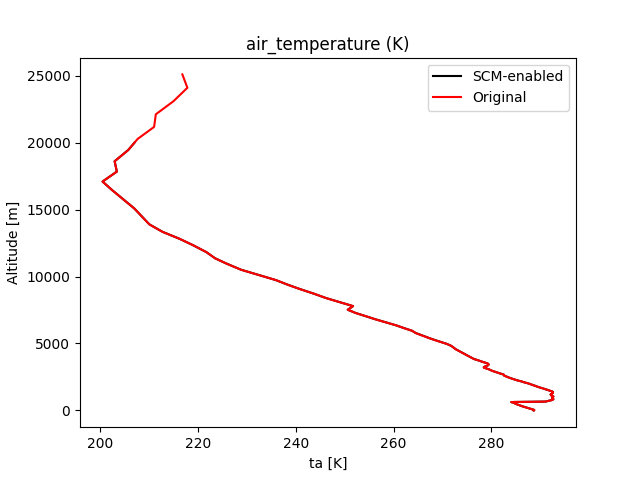 air_temperature (K)
SCM-enabled
Original
25000
20000
15000
10000
5000
0
Altitude [m]
200
220
240
260
280
ta [K]